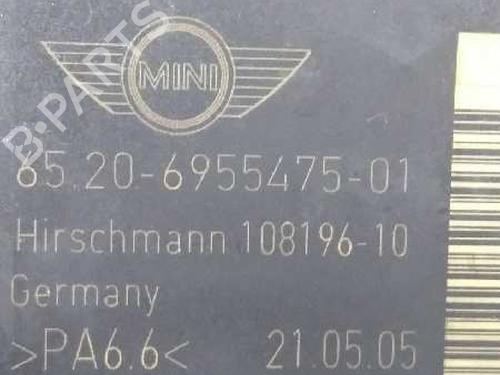 MINI
B-PARTS
65.20-6955475-01
Hirschmann 108196-10
Germany
>PA6.6< 21.05.05